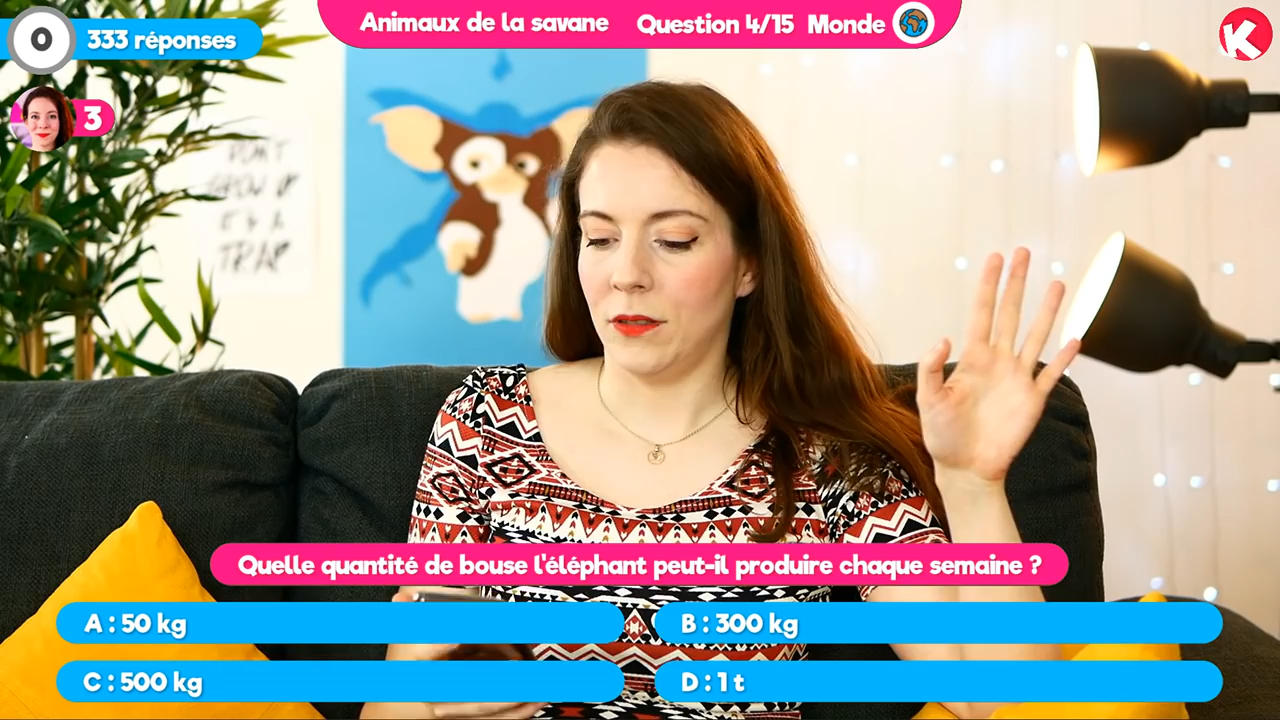 Animaux de la savane Question 4/15 Monde
0 333 réponses
K
3
DON'T
GROW UP
IT'S A
TRAP
Quelle quantité de bouse l'éléphant peut-il produire chaque semaine ?
A : 50 kg
B : 300 kg
C : 500 kg
D : 1 t